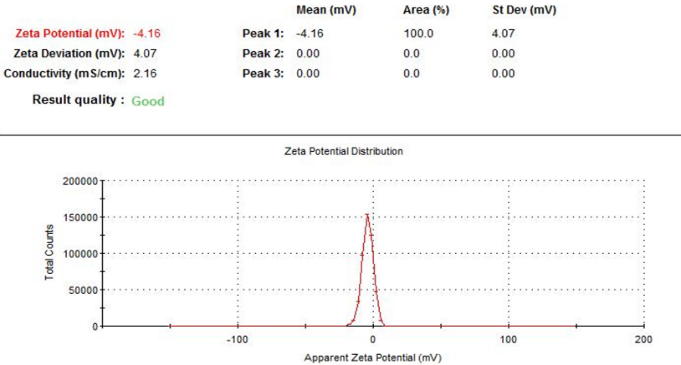 Mean (mV) Area (%) St Dev (mV)
Zeta Potential (mV): -4.16 Peak 1: -4.16 100.0 4.07
Zeta Deviation (mV): 4.07 Peak 2: 0.00 0.0 0.00
Conductivity (mS/cm): 2.16 Peak 3: 0.00 0.0 0.00
Result quality : Good
Zeta Potential Distribution
Total Counts
200000
150000
100000
50000
0
-100 0 100 200
Apparent Zeta Potential (mV)